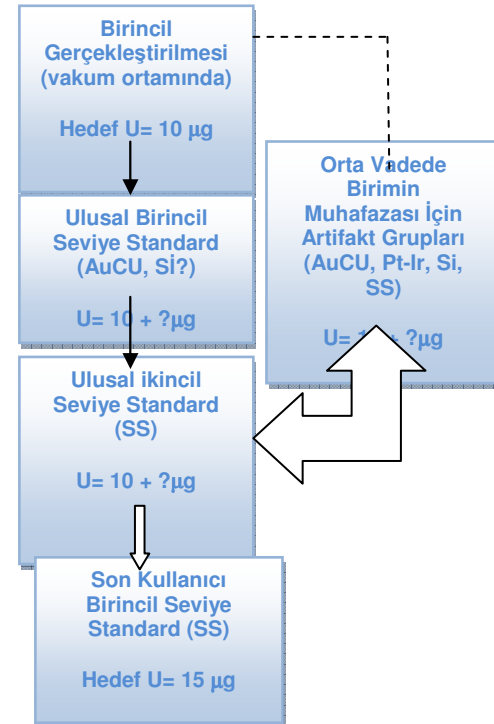 Birincil
Gerçekleştirilmesi
(vakum ortamında)
Hedef U= 10 µg
Ulusal Birincil
Seviye Standard
(AuCU, Sİ?)
U= 10 + ?µg
Ulusal ikincil
Seviye Standard
(SS)
U= 10 + ?µg
Son Kullanıcı
Birincil Seviye
Standard (SS)
Hedef U= 15 µg
Orta Vadede
Birimin
Muhafazası İçin
Artifakt Grupları
(AuCU, Pt-Ir, Si,
SS)
U= + ?µg